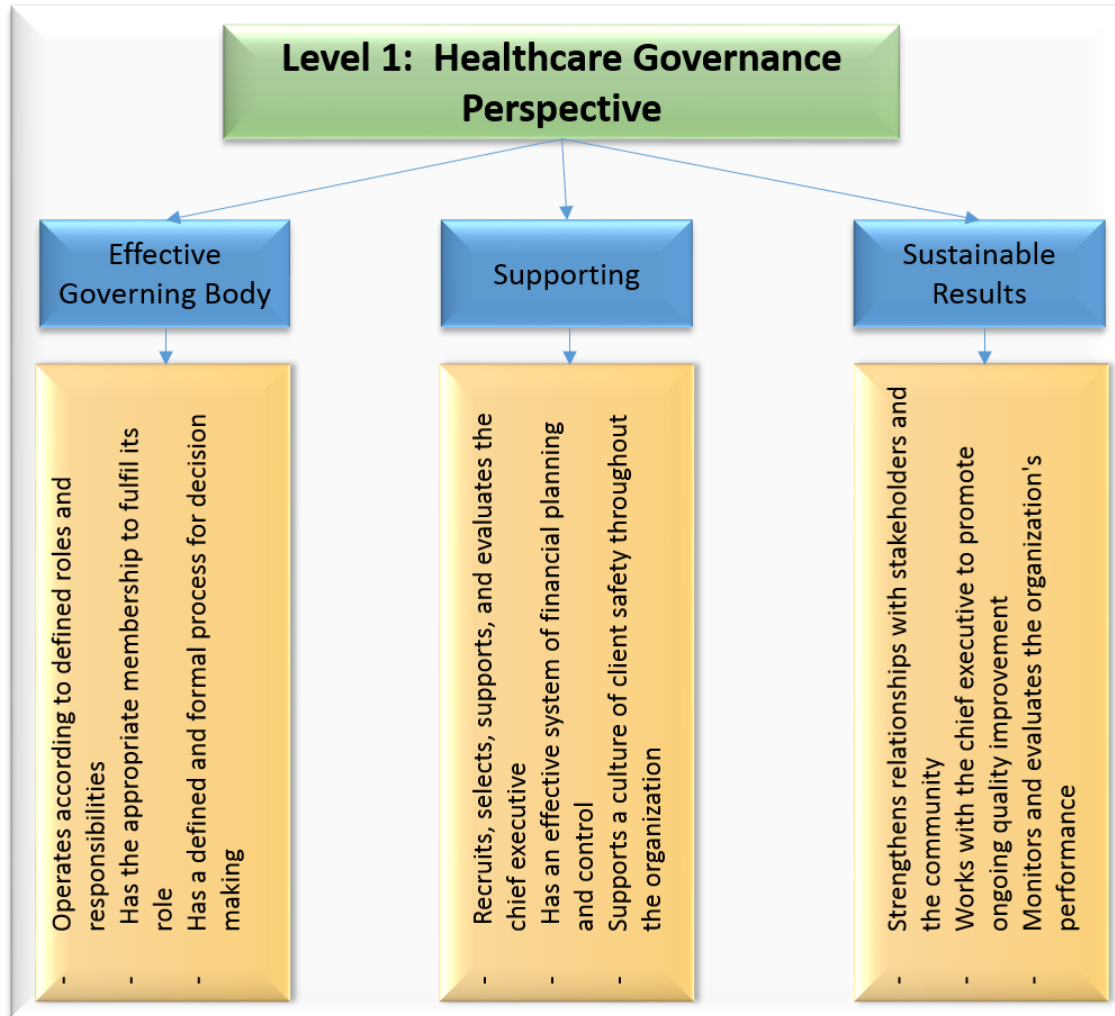 Level 1:  Healthcare Governance
Perspective
Effective
Governing Body
Supporting
Sustainable
Results
- Operates according to defined roles and
responsibilities
- Has the appropriate membership to fulfil its
role
- Has a defined and formal process for decision
making
- Recruits, selects, supports, and evaluates the
chief executive
- Has an effective system of financial planning
and control
- Supports a culture of client safety throughout
the organization
- Strengthens relationships with stakeholders and
the community
- Works with the chief executive to promote
ongoing quality improvement
- Monitors and evaluates the organization's
performance